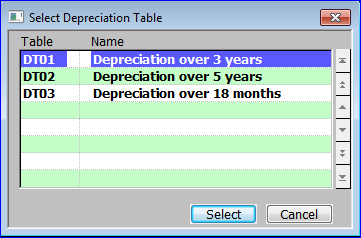 Select Depreciation Table
Table Name
DT01 Depreciation over 3 years
DT02 Depreciation over 5 years
DT03 Depreciation over 18 months
Select Cancel